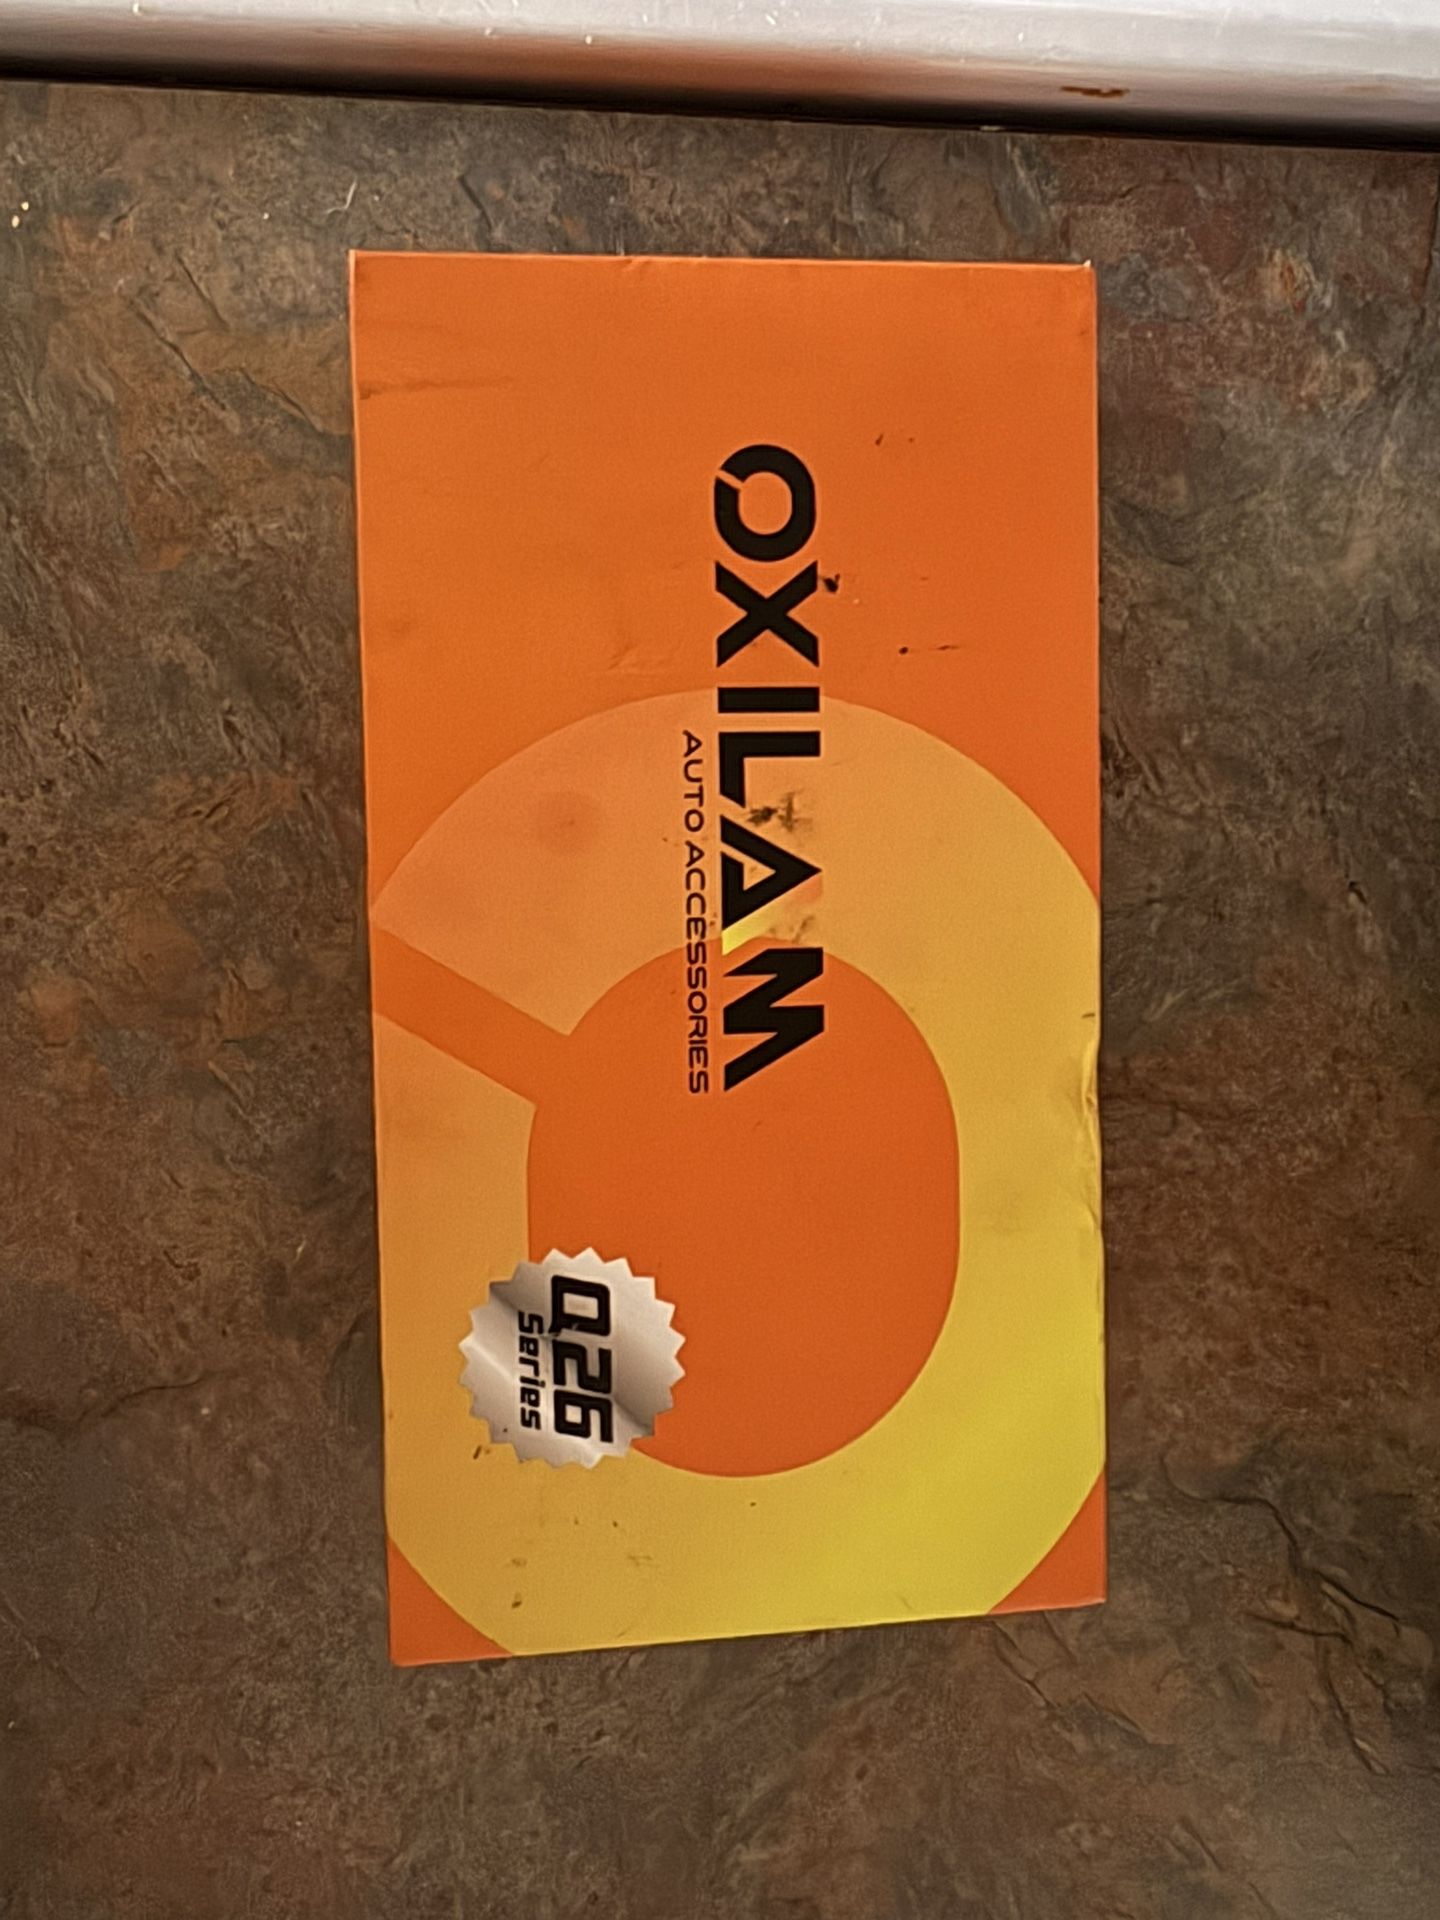 OXILAM
AUTO ACCESSORIES
Q26
Series